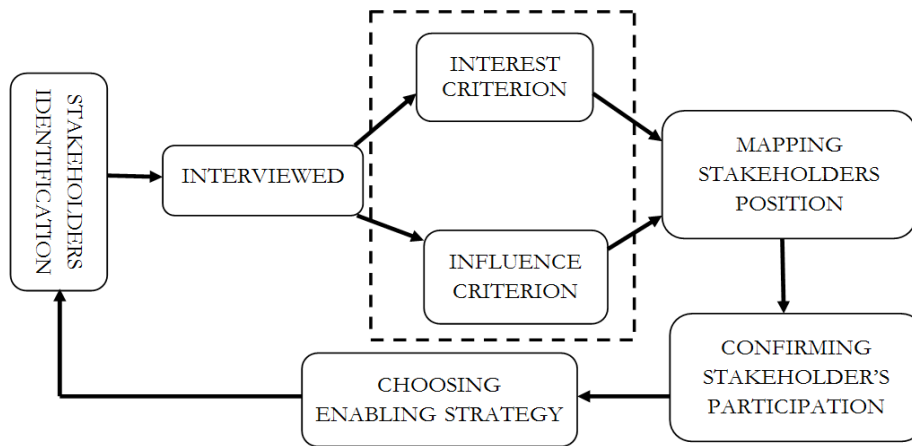 STAKEHOLDERS
IDENTIFICATION
INTERVIEWED
INTEREST
CRITERION
INFLUENCE
CRITERION
MAPPING
STAKEHOLDERS
POSITION
CONFIRMING
STAKEHOLDER'S
PARTICIPATION
CHOOSING
ENABLING STRATEGY